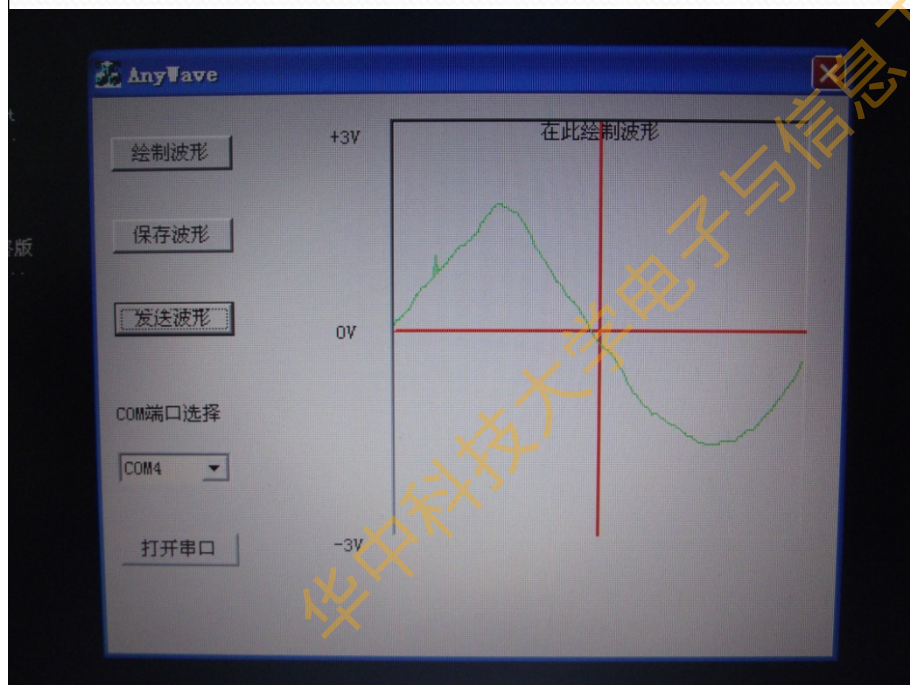 AnyWave
绘制波形
保存波形
发送波形
COM端口选择
COM4
打开串口
+3V
0V
-3V
在此绘制波形
版
华中科技大学电子与信息